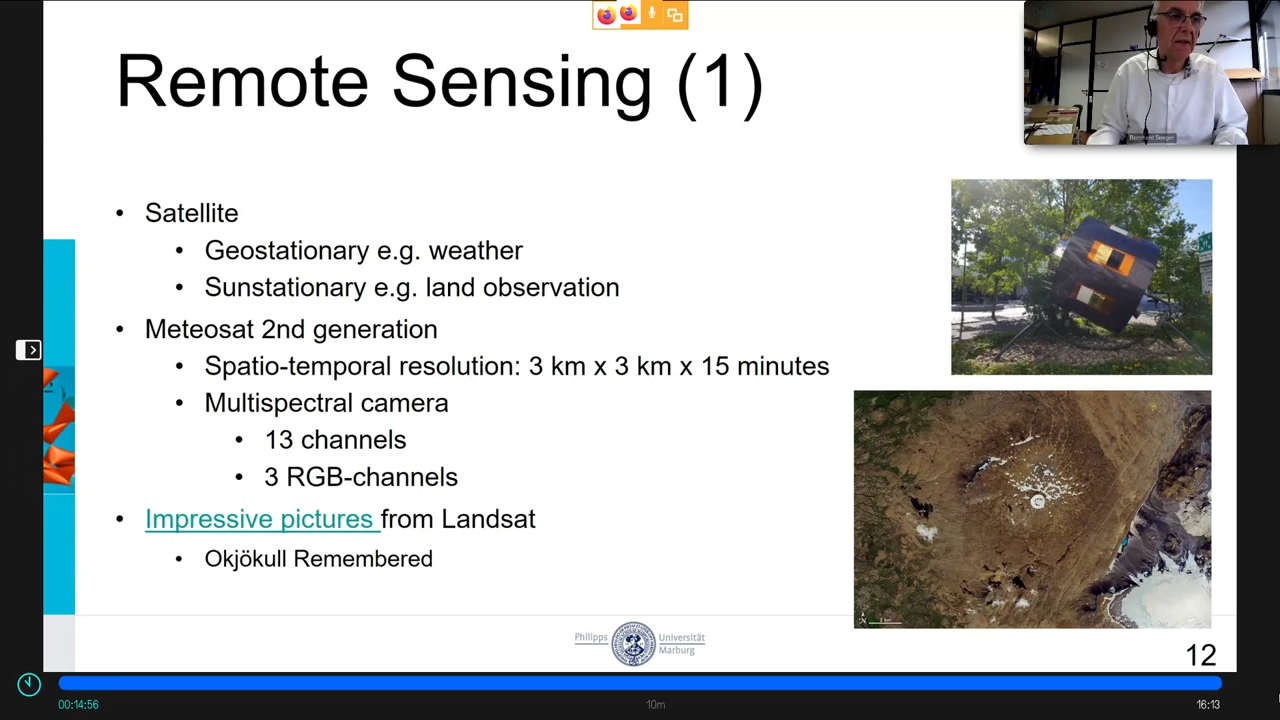 Remote Sensing (1)
Bernhard Seeger
• Satellite
• Geostationary e.g. weather
• Sunstationary e.g. land observation
• Meteosat 2nd generation
• Spatio-temporal resolution: 3 km x 3 km x 15 minutes
• Multispectral camera
• 13 channels
• 3 RGB-channels
• Impressive pictures from Landsat
• Okjökull Remembered
Philipps Universität
Marburg
12
00:14:56
10m
16:13